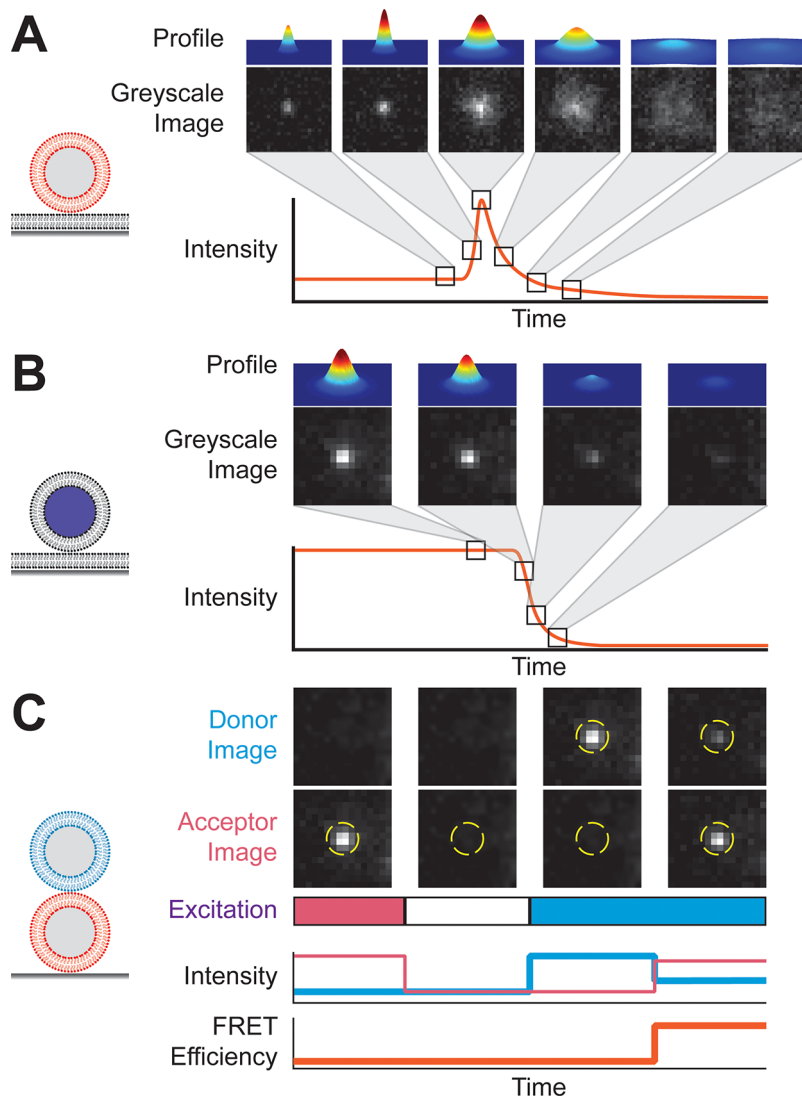 A
Profile
Greyscale
Image
Intensity
Time
B
Profile
Greyscale
Image
Intensity
Time
C
Donor
Image
Acceptor
Image
Excitation
Intensity
FRET
Efficiency
Time